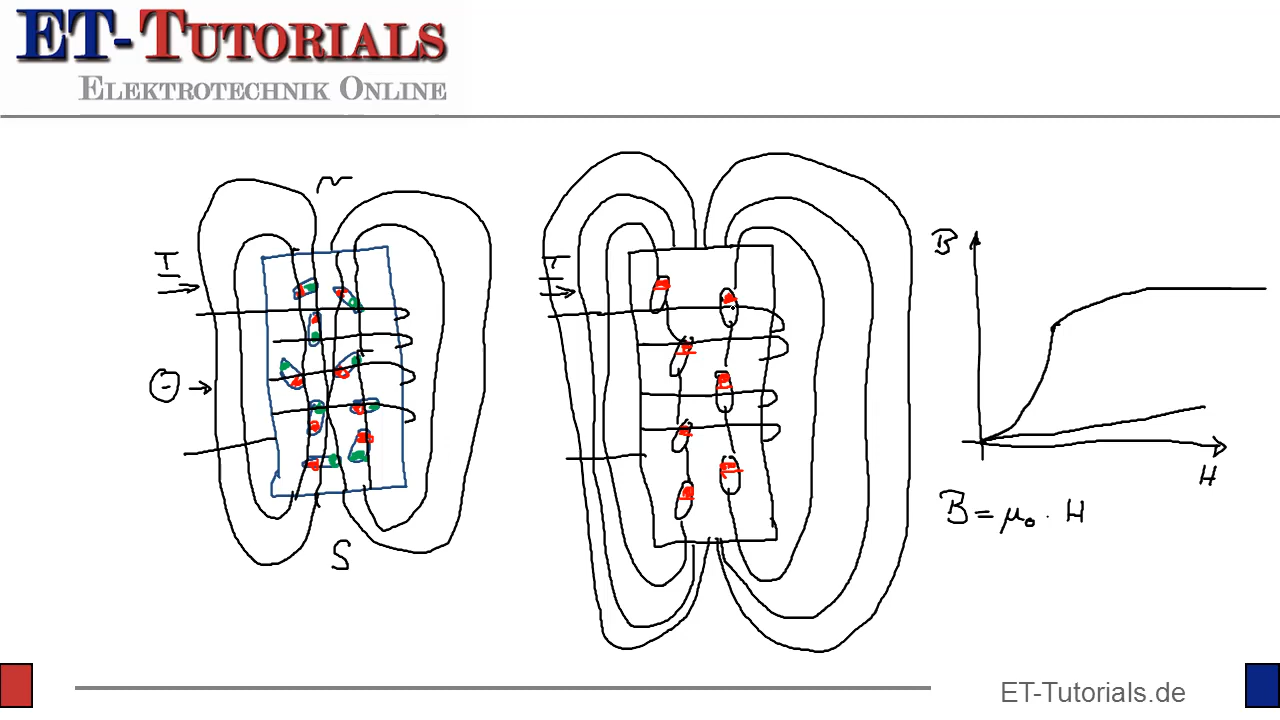 ET-Tutorials
Elektrotechnik Online
N
I
I
Θ
S
B
H
B = μ₀ · H
ET-Tutorials.de